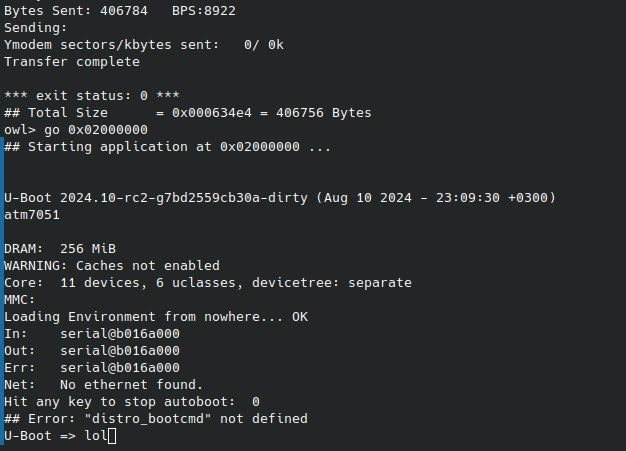 Bytes Sent: 406784   BPS:8922
Sending:
Ymodem sectors/kbytes sent:   0/ 0k
Transfer complete

*** exit status: 0 ***
## Total Size      = 0x000634e4 = 406756 Bytes
owl> go 0x02000000
## Starting application at 0x02000000 ...

U-Boot 2024.10-rc2-g7bd2559cb30a-dirty (Aug 10 2024 - 23:09:30 +0300)
atm7051

DRAM:  256 MiB
WARNING: Caches not enabled
Core:  11 devices, 6 uclasses, devicetree: separate
MMC:
Loading Environment from nowhere... OK
In:    serial@b016a000
Out:   serial@b016a000
Err:   serial@b016a000
Net:   No ethernet found.
Hit any key to stop autoboot:  0
## Error: "distro_bootcmd" not defined
U-Boot => lol